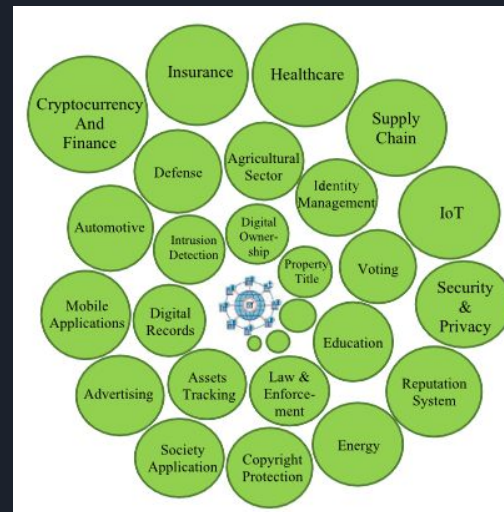 Insurance
Healthcare
Cryptocurrency
And
Finance
Supply
Chain
Defense
Agricultural
Sector
Identity
Management
IoT
Automotive
Intrusion
Detection
Digital
Owner-
ship
Property
Title
Voting
Security
&
Privacy
Mobile
Applications
Digital
Records
Education
Advertising
Assets
Tracking
Law &
Enforce-
ment
Reputation
System
Society
Application
Copyright
Protection
Energy